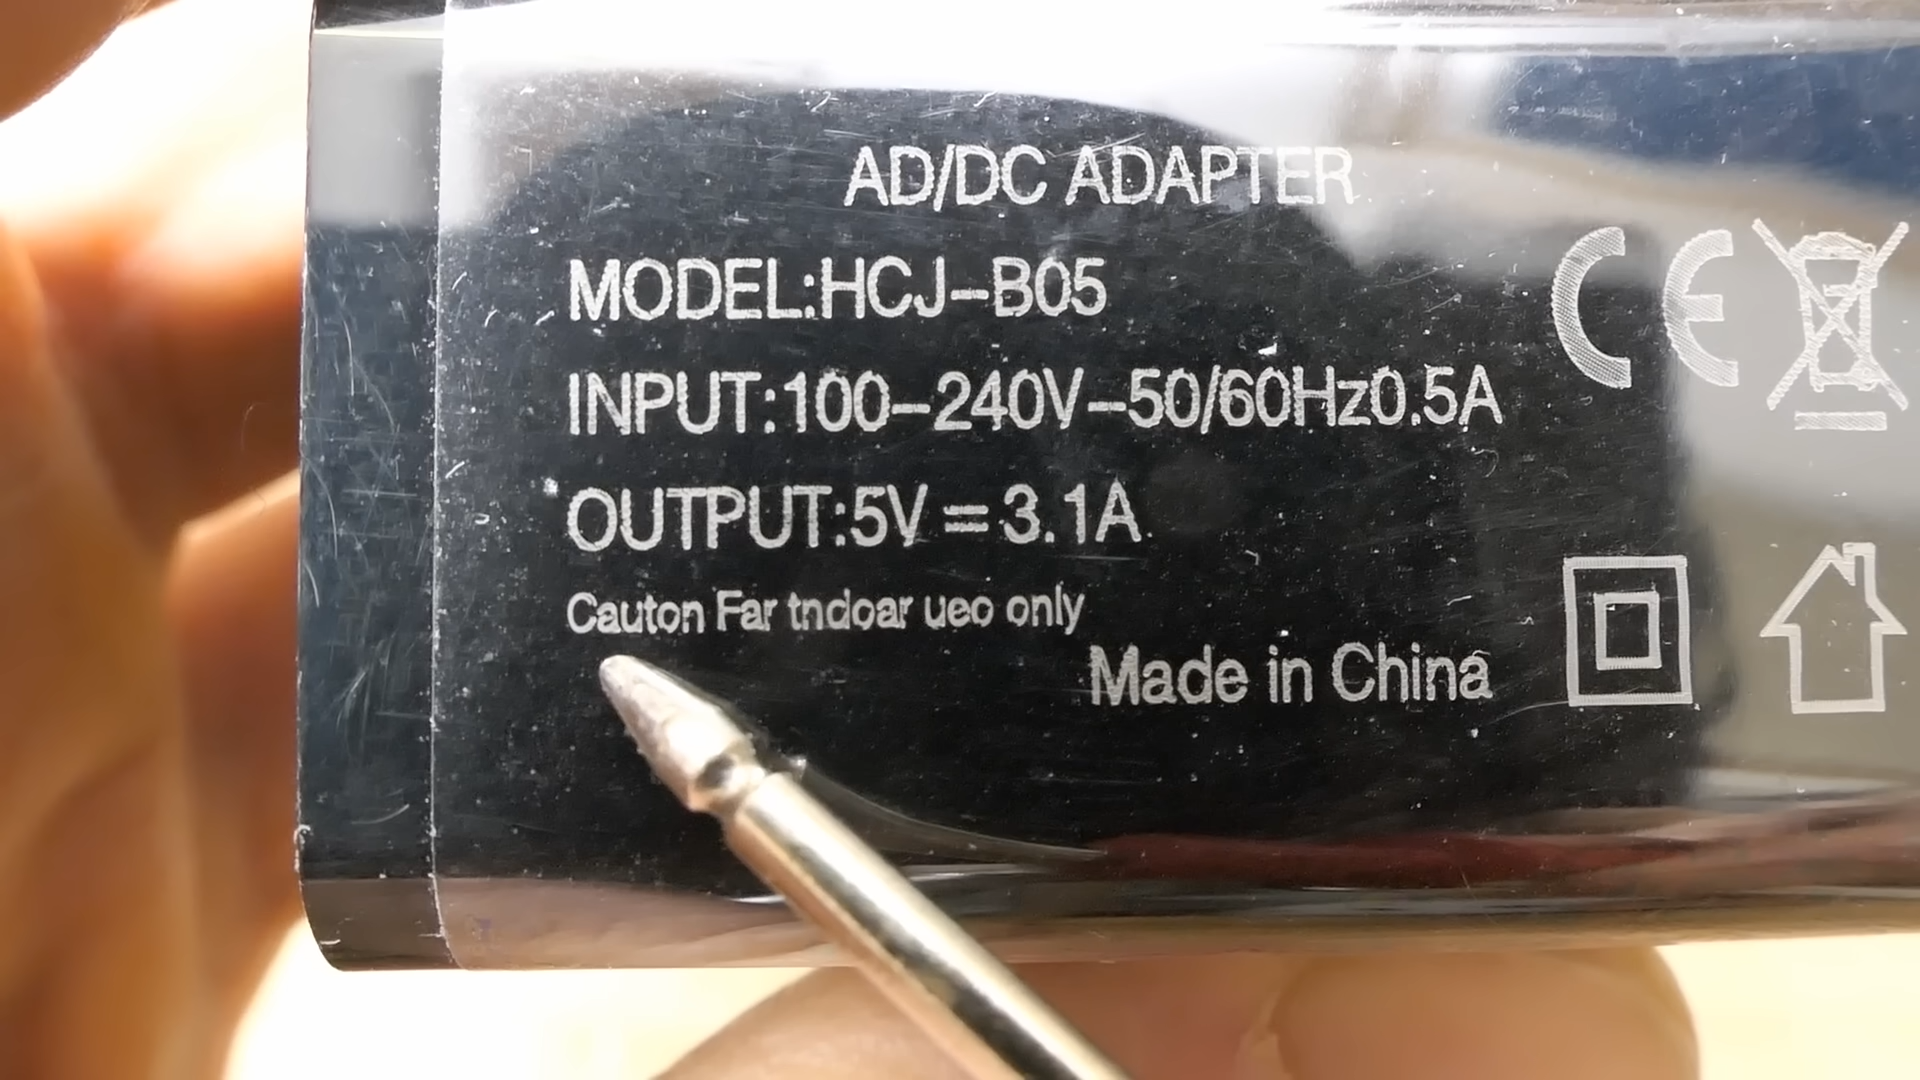 AD/DC ADAPTER
MODEL:HCJ-B05
INPUT:100-240V-50/60Hz0.5A
OUTPUT:5V = 3.1A
Cauton Far tndoar ueo only
Made in China
CE